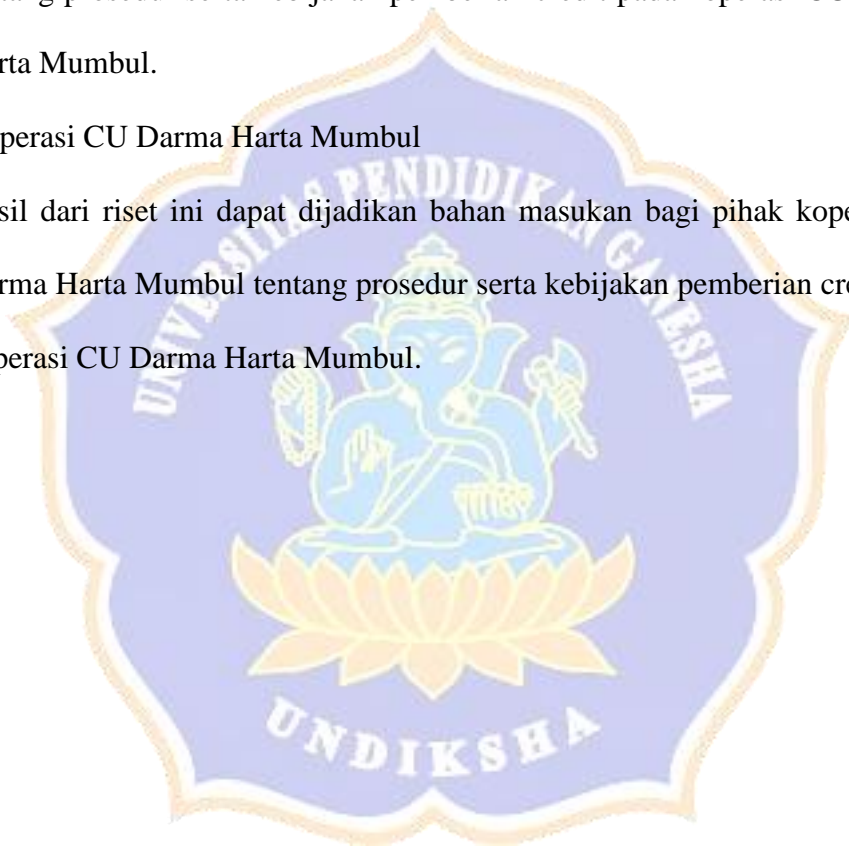 tang prosedur serta kebijakan pemberian credit pada koperasi CU
rta Mumbul.
perasi CU Darma Harta Mumbul
sil dari riset ini dapat dijadikan bahan masukan bagi pihak kope
rma Harta Mumbul tentang prosedur serta kebijakan pemberian cre
perasi CU Darma Harta Mumbul.
UNIVERSITAS PENDIDIKAN GANESHA
UNDIKSHA